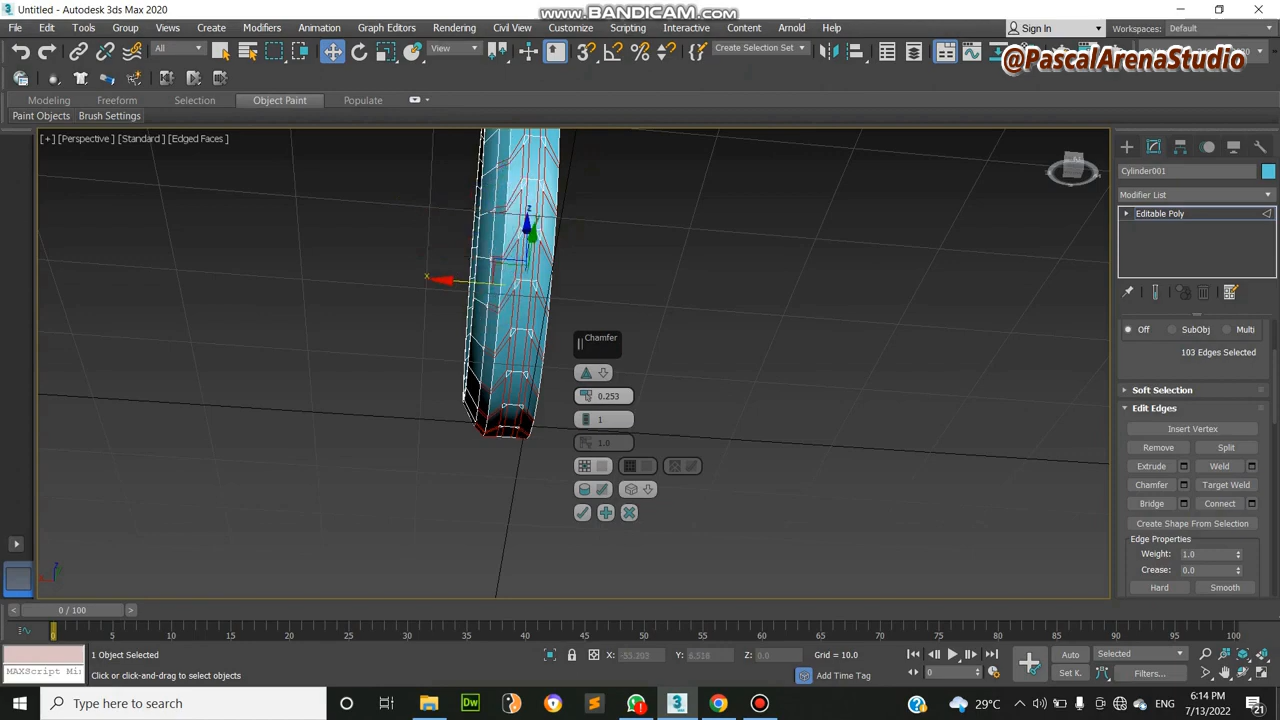 Untitled - Autodesk 3ds Max 2020
www.BANDICAM.com
File Edit Tools Group Views Create Modifiers Animation Graph Editors Rendering Civil View Customize Scripting Interactive Content Arnold
Sign In
Workspaces: Default
@PascalArenaStudio
All
View
Create Selection Set
Modeling Freeform Selection Object Paint Populate
Paint Objects Brush Settings
[+] [Perspective] [Standard] [Edged Faces]
Cylinder001
Modifier List
Editable Poly
z
x
Chamfer
0.253
1
1.0
Off SubObj Multi
103 Edges Selected
Soft Selection
Edit Edges
Insert Vertex
Remove Split
Extrude Weld
Chamfer Target Weld
Bridge Connect
Create Shape From Selection
Edge Properties
Weight: 1.0
Crease: 0.0
Hard Smooth
0 / 100
0 5 10 15 20 25 30 35 40 45 50 55 60 65 70 75 80 85 90 95 100
1 Object Selected
X: -53.203 Y: 6.518 Z: 0.0 Grid = 10.0
Auto Selected
MAXScript Mi
Click or click-and-drag to select objects
Add Time Tag
0
Set K. Filters...
Type here to search
29°C
ENG
6:14 PM
7/13/2022
21